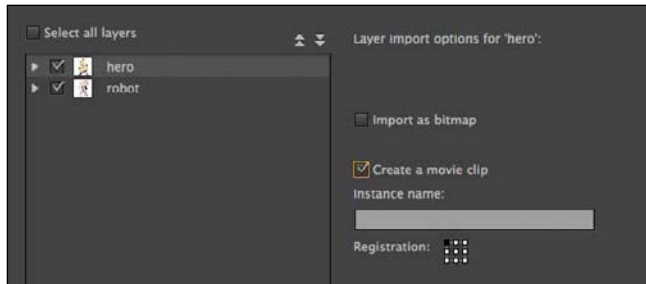 Select all layers
hero
robot
Layer import options for 'hero':
Import as bitmap
Create a movie clip
Instance name:
Registration: